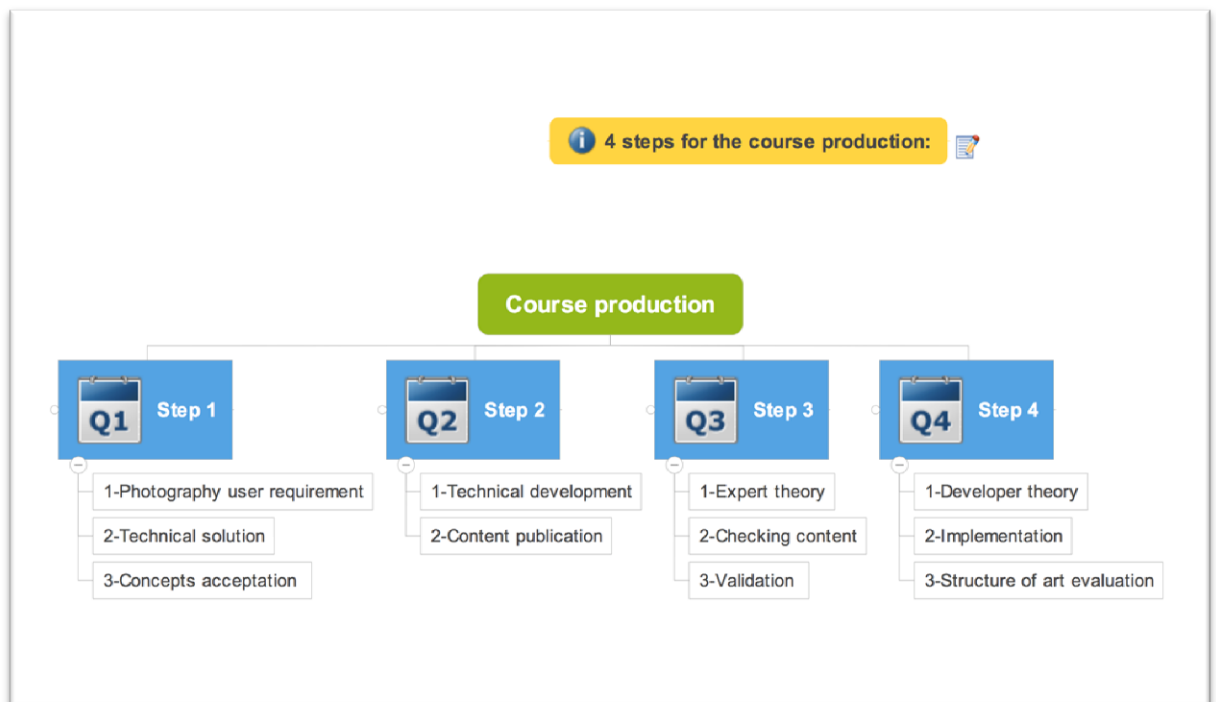 4 steps for the course production:
Course production
Q1 Step 1
1-Photography user requirement
2-Technical solution
3-Concepts acceptation
Q2 Step 2
1-Technical development
2-Content publication
Q3 Step 3
1-Expert theory
2-Checking content
3-Validation
Q4 Step 4
1-Developer theory
2-Implementation
3-Structure of art evaluation